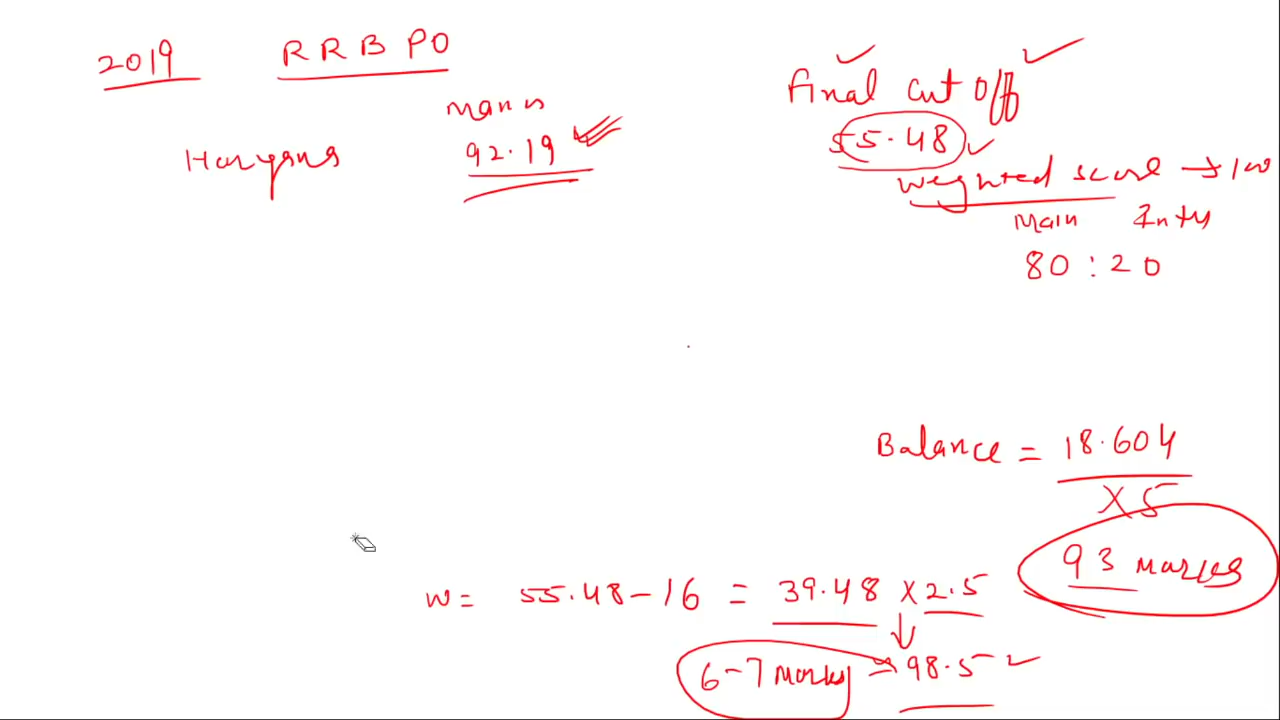 2019 RRB PO
Final cut off
Mains
92.19
55.48
Haryana
Weighted score → 100
Main Intv
80 : 20
Balance = 18.604
× 5
93 marks
W = 55.48 - 16 = 39.48 × 2.5
6-7 marks = 98.5